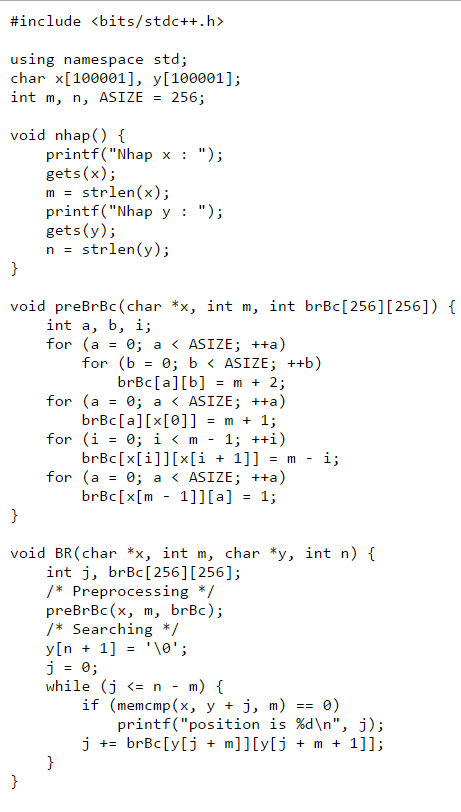 #include <bits/stdc++.h>

using namespace std;
char x[100001], y[100001];
int m, n, ASIZE = 256;

void nhap() {
    printf("Nhap x : ");
    gets(x);
    m = strlen(x);
    printf("Nhap y : ");
    gets(y);
    n = strlen(y);
}

void preBrBc(char *x, int m, int brBc[256][256]) {
    int a, b, i;
    for (a = 0; a < ASIZE; ++a)
        for (b = 0; b < ASIZE; ++b)
            brBc[a][b] = m + 2;
    for (a = 0; a < ASIZE; ++a)
        brBc[a][x[0]] = m + 1;
    for (i = 0; i < m - 1; ++i)
        brBc[x[i]][x[i + 1]] = m - i;
    for (a = 0; a < ASIZE; ++a)
        brBc[x[m - 1]][a] = 1;
}

void BR(char *x, int m, char *y, int n) {
    int j, brBc[256][256];
    /* Preprocessing */
    preBrBc(x, m, brBc);
    /* Searching */
    y[n + 1] = '\0';
    j = 0;
    while (j <= n - m) {
        if (memcmp(x, y + j, m) == 0)
            printf("position is %d\n", j);
        j += brBc[y[j + m]][y[j + m + 1]];
    }
}